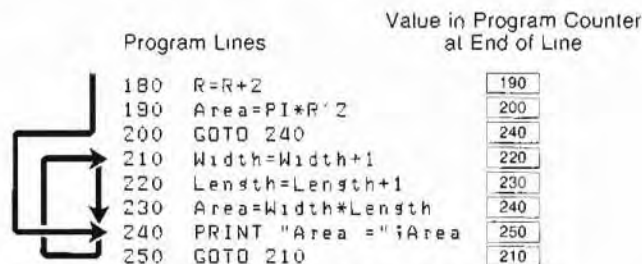 Value in Program Counter
Program Lines at End of Line
180 R=R+2 190
190 Area=PI*R^2 200
200 GOTO 240 240
210 Width=Width+1 220
220 Length=Length+1 230
230 Area=Width*Length 240
240 PRINT "Area =";Area 250
250 GOTO 210 210